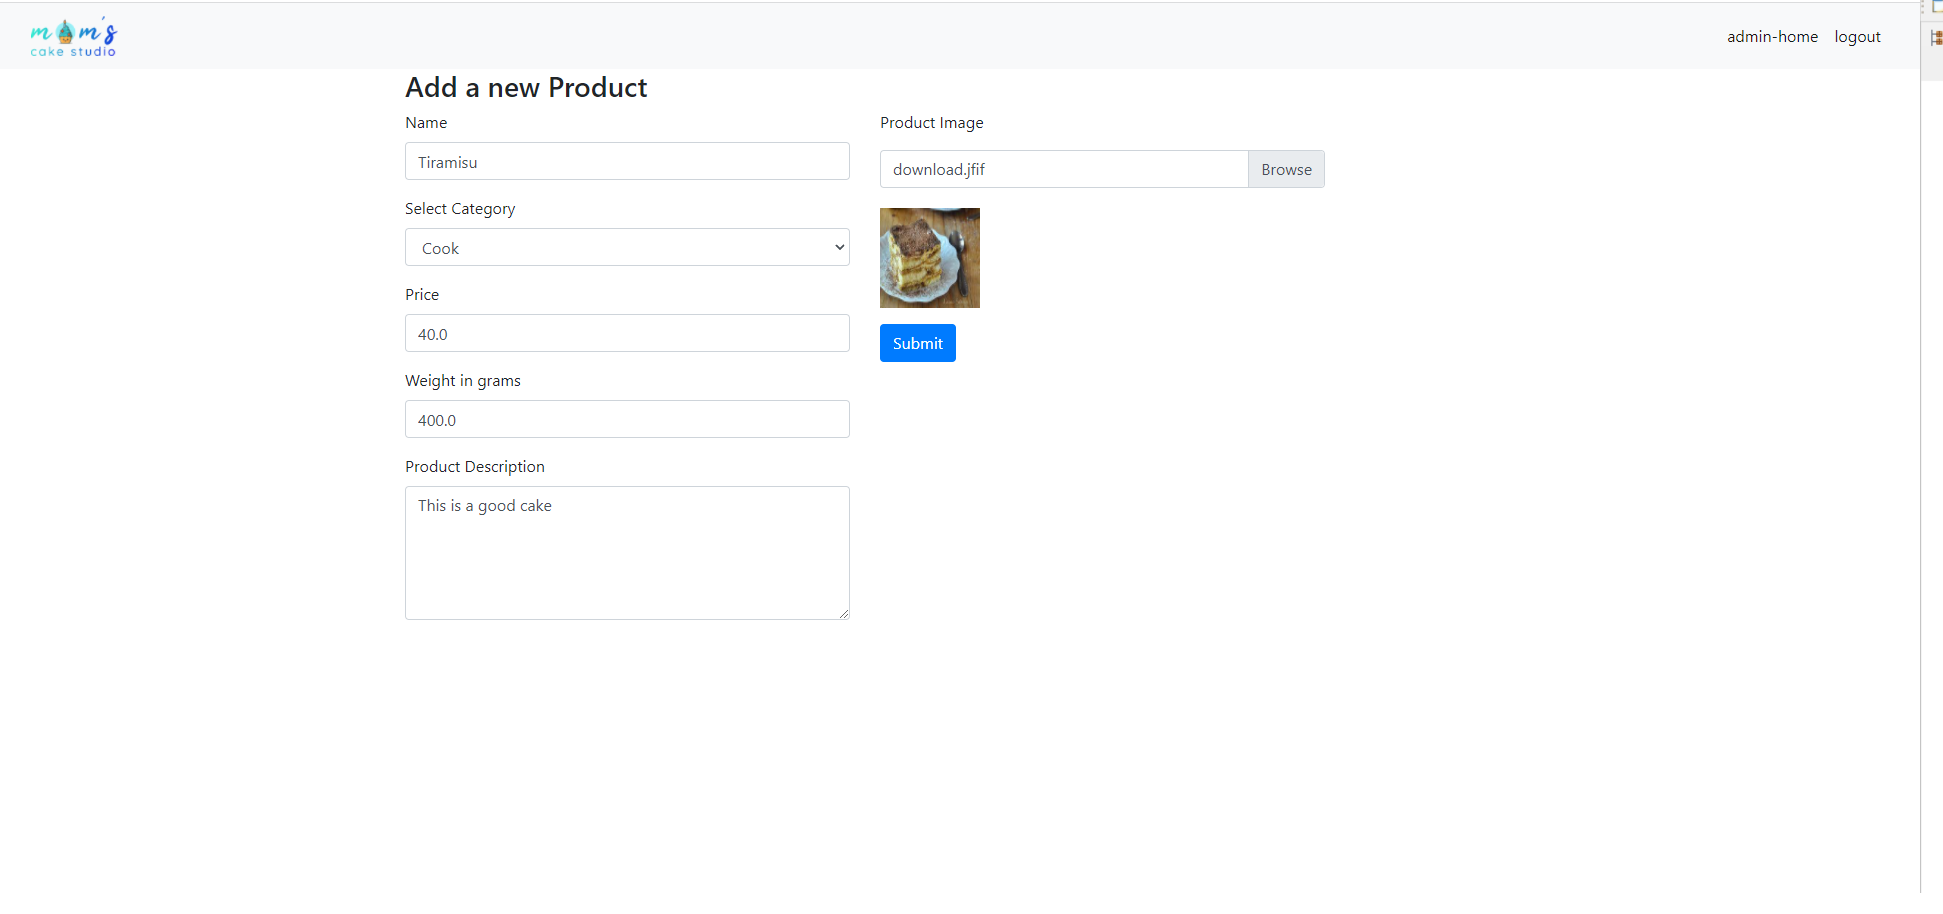 mom's
cake studio
admin-home logout
Add a new Product
Name
Tiramisu
Select Category
Cook
Price
40.0
Weight in grams
400.0
Product Description
This is a good cake
Product Image
download.jfif Browse
Submit